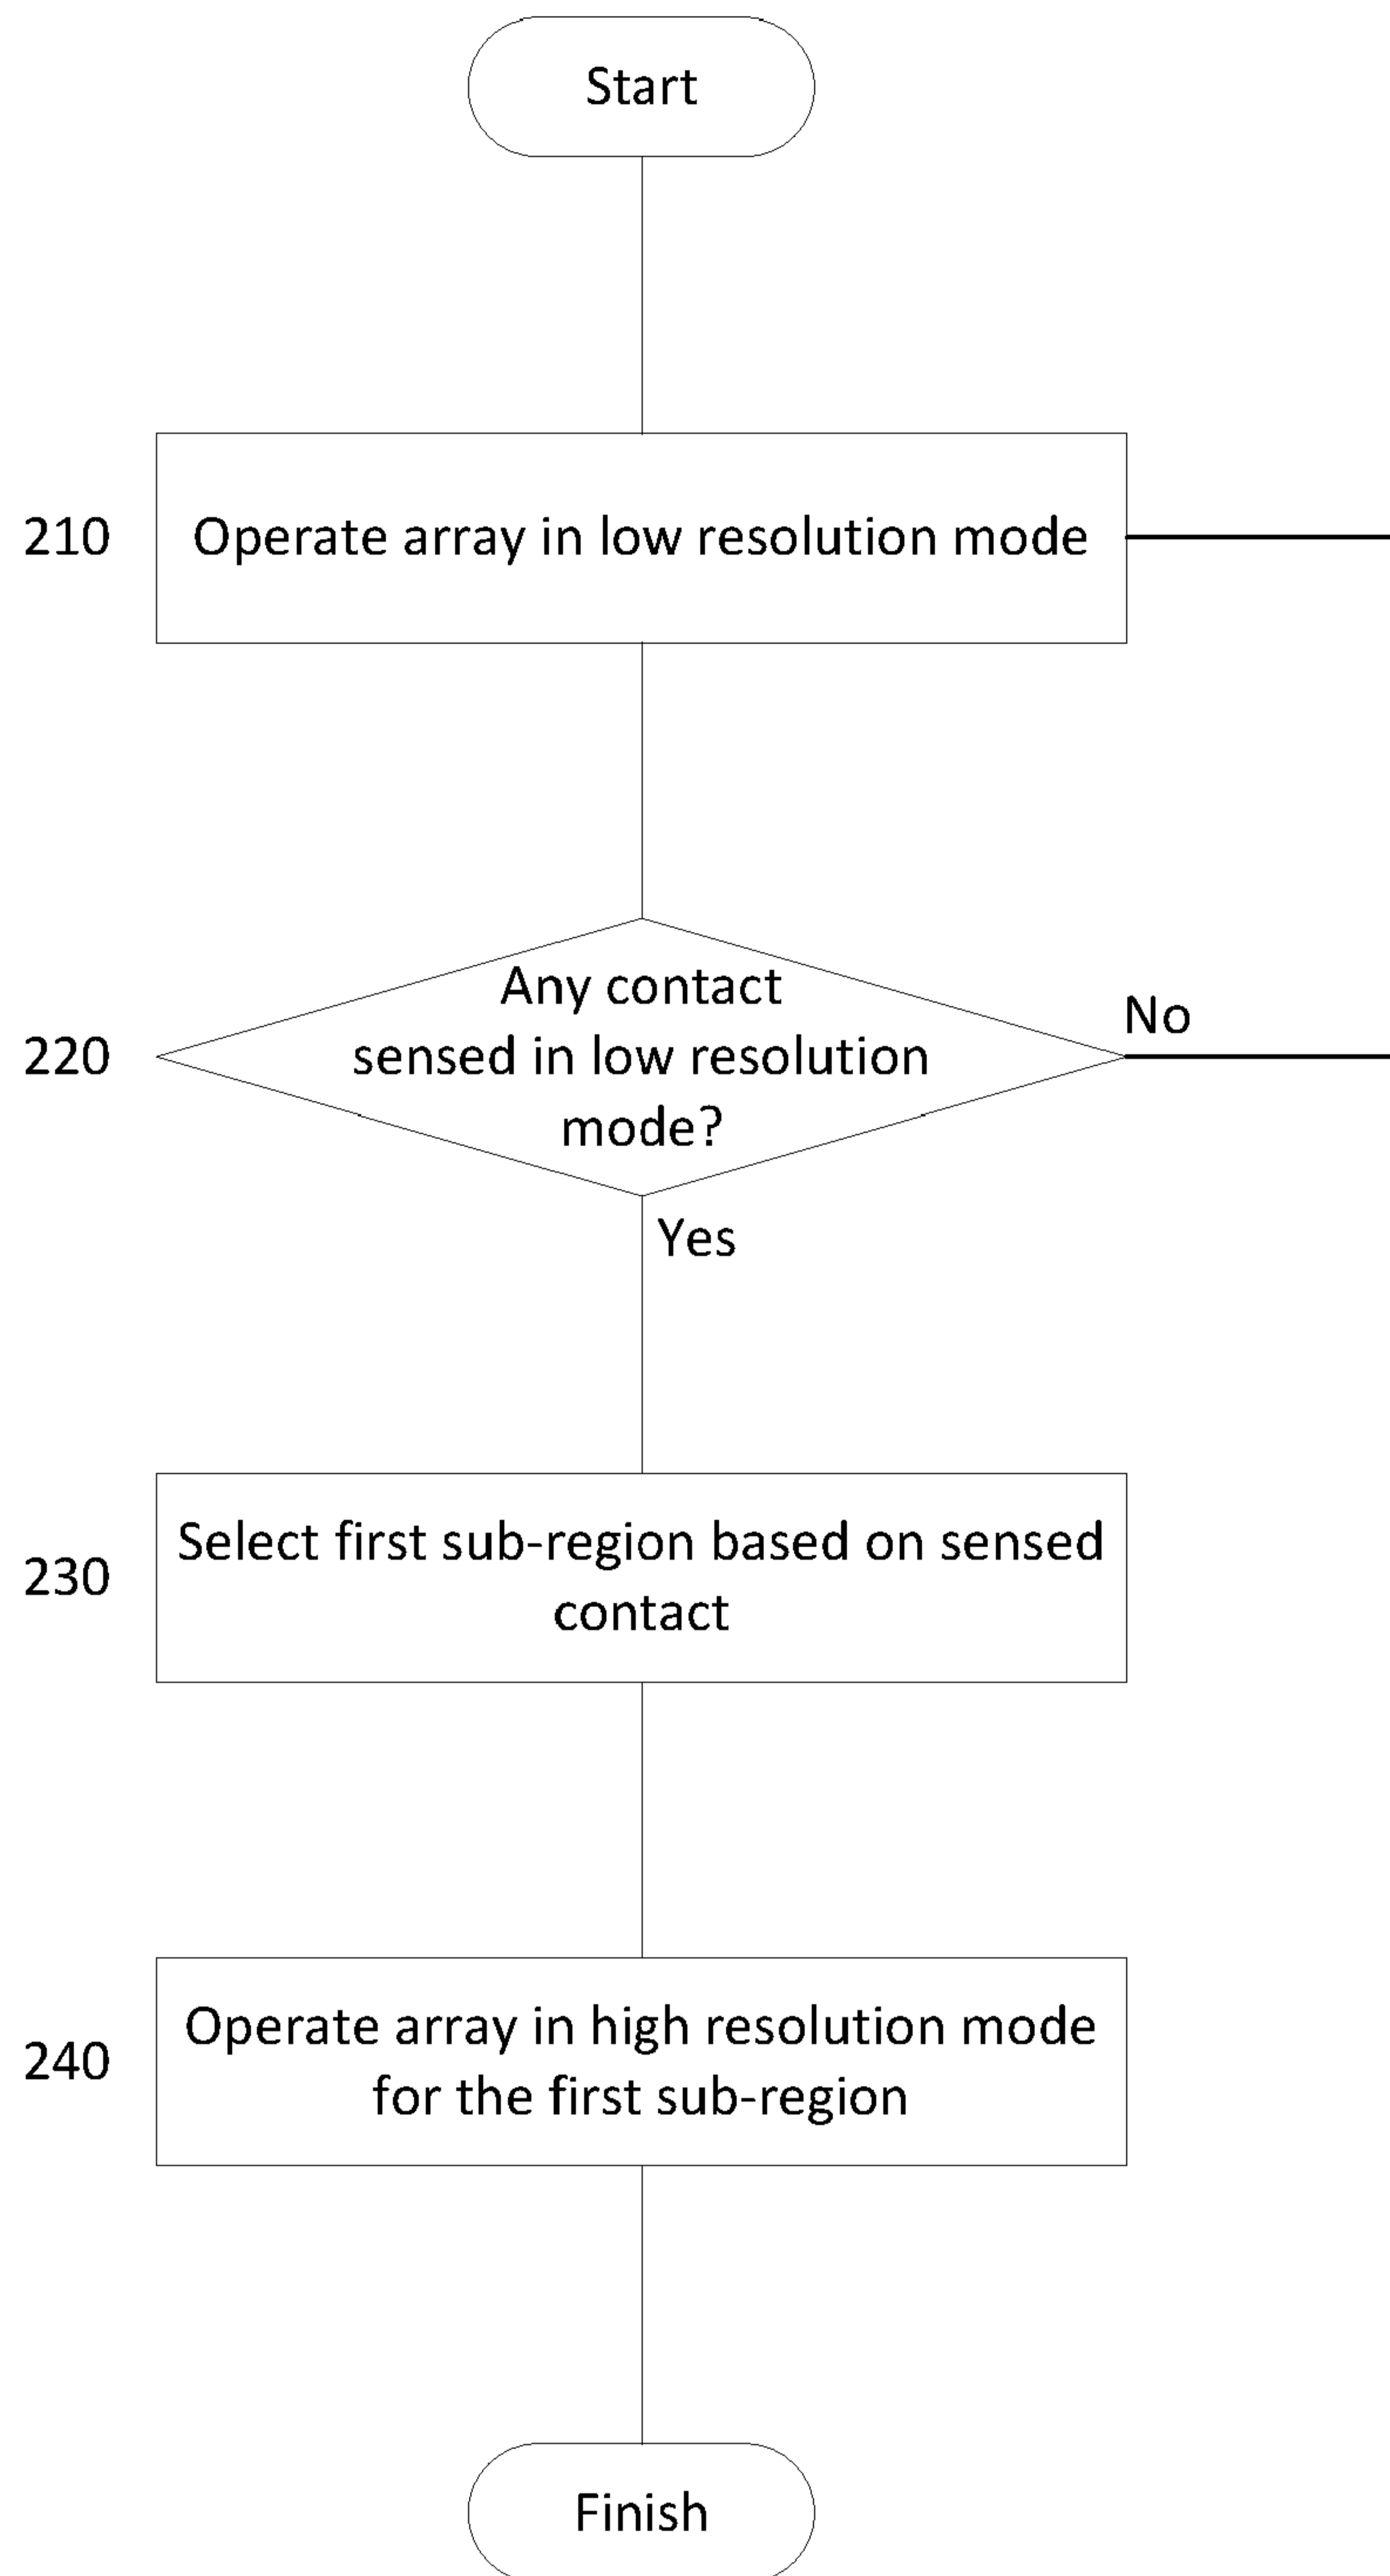 Start
210
Operate array in low resolution mode
Any contact
220
sensed in low resolution
mode?
No
Yes
230
Select first sub-region based on sensed
contact
240
Operate array in high resolution mode
for the first sub-region
Finish